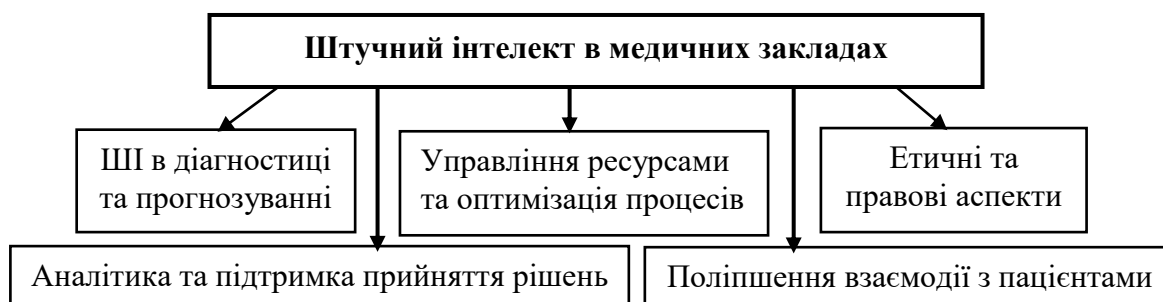 Штучний інтелект в медичних закладах
ШІ в діагностиці
та прогнозуванні
Управління ресурсами
та оптимізація процесів
Етичні та
правові аспекти
Аналітика та підтримка прийняття рішень
Поліпшення взаємодії з пацієнтами